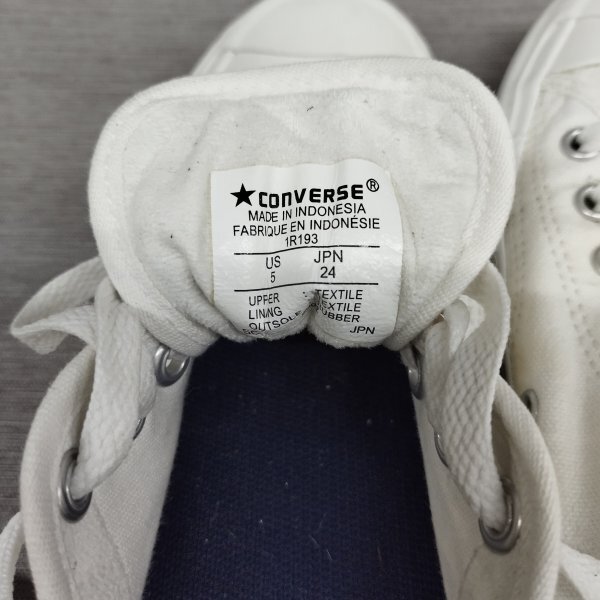 ★CONVERSE®
MADE IN INDONESIA
FABRIQUE EN INDONÉSIE
1R193
US JPN
5 24
UPPER TEXTILE
LINING TEXTILE
OUTSOLE RUBBER
JPN